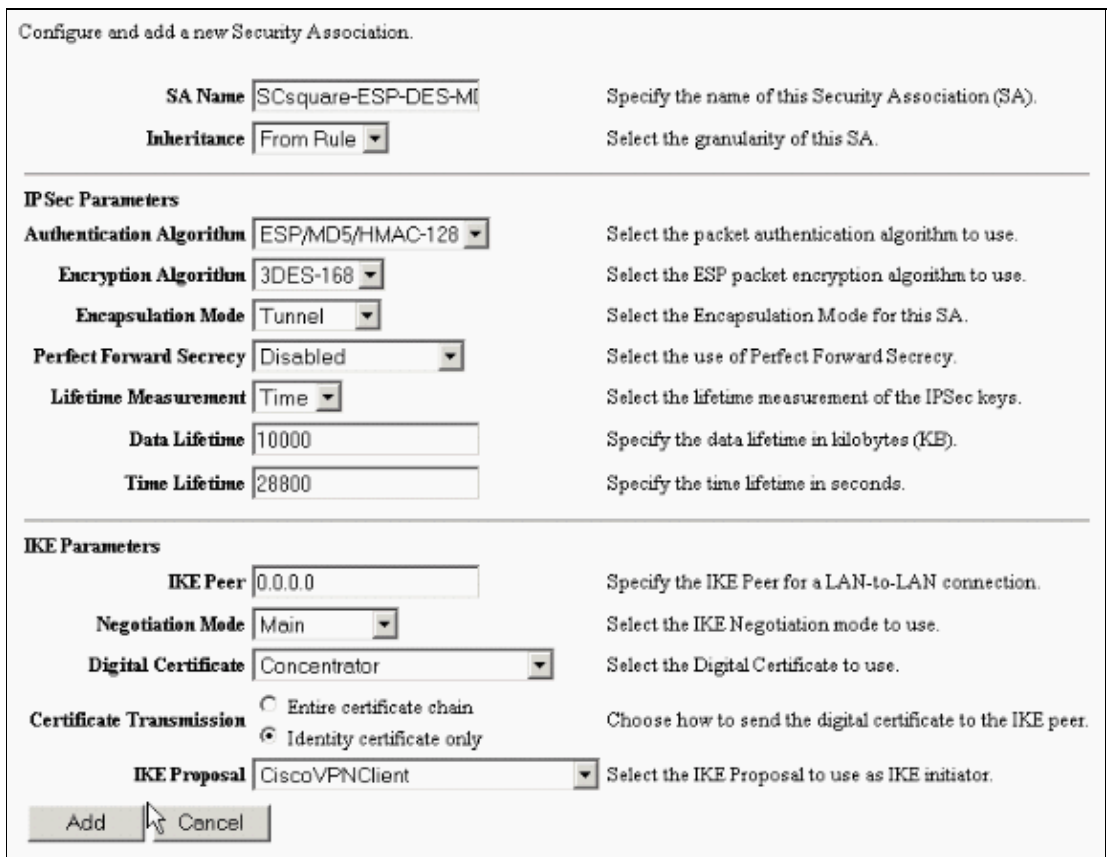 Configure and add a new Security Association.
SA Name SCsquare-ESP-DES-MD Specify the name of this Security Association (SA).
Inheritance From Rule Select the granularity of this SA.
IPSec Parameters
Authentication Algorithm ESP/MD5/HMAC-128 Select the packet authentication algorithm to use.
Encryption Algorithm 3DES-168 Select the ESP packet encryption algorithm to use.
Encapsulation Mode Tunnel Select the Encapsulation Mode for this SA.
Perfect Forward Secrecy Disabled Select the use of Perfect Forward Secrecy.
Lifetime Measurement Time Select the lifetime measurement of the IPSec keys.
Data Lifetime 10000 Specify the data lifetime in kilobytes (KB).
Time Lifetime 28800 Specify the time lifetime in seconds.
IKE Parameters
IKE Peer 0.0.0.0 Specify the IKE Peer for a LAN-to-LAN connection.
Negotiation Mode Main Select the IKE Negotiation mode to use.
Digital Certificate Concentrator Select the Digital Certificate to use.
Certificate Transmission Entire certificate chain Choose how to send the digital certificate to the IKE peer.
Identity certificate only
IKE Proposal CiscoVPNClient Select the IKE Proposal to use as IKE initiator.
Add Cancel